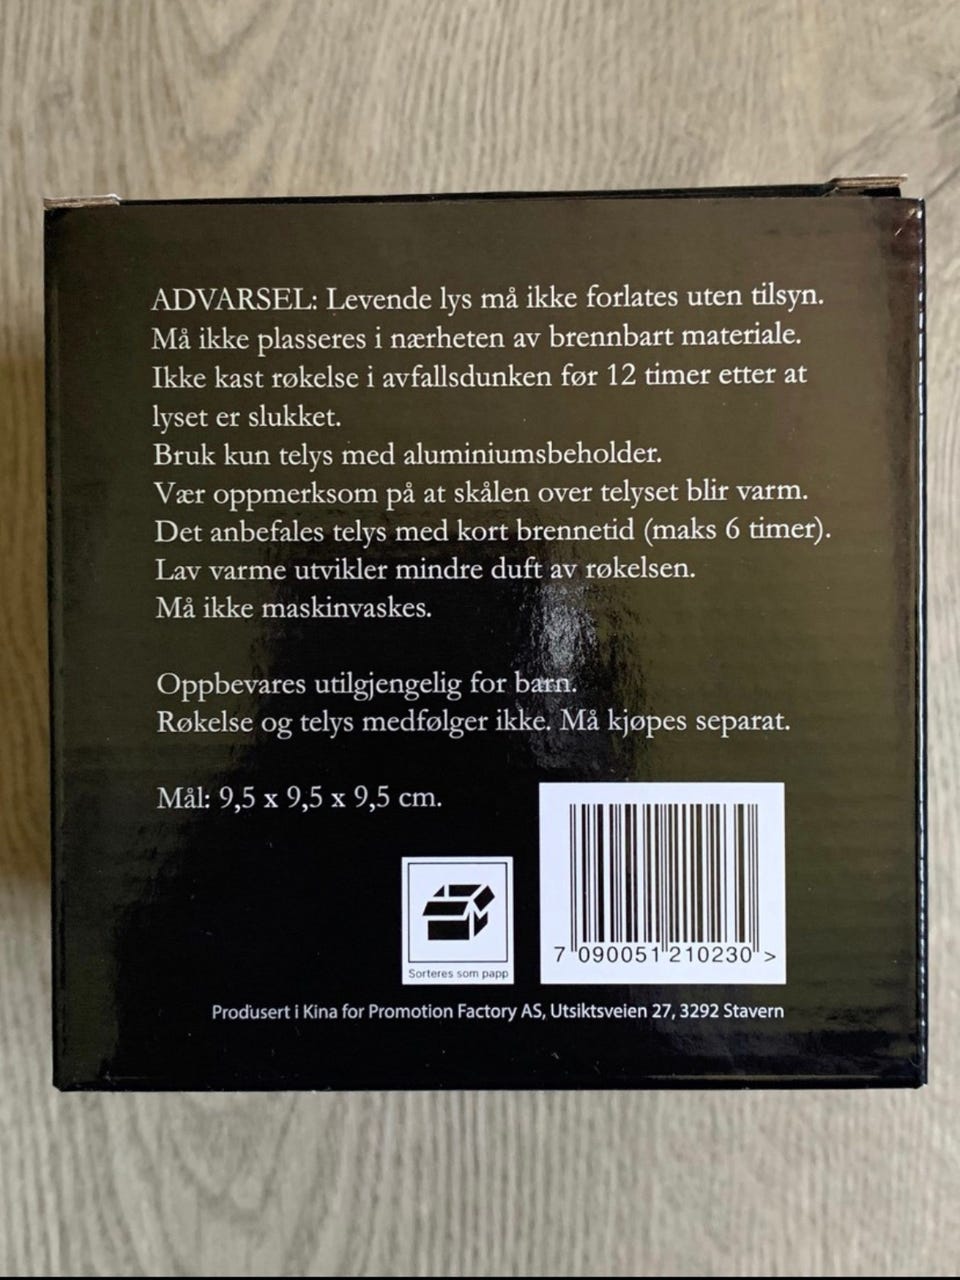 ADVARSEL: Levende lys må ikke forlates uten tilsyn.
Må ikke plasseres i nærheten av brennbart materiale.
Ikke kast røkelse i avfallsdunken før 12 timer etter at
lyset er slukket.
Bruk kun telys med aluminiumsbeholder.
Vær oppmerksom på at skålen over telyset blir varm.
Det anbefales telys med kort brennetid (maks 6 timer).
Lav varme utvikler mindre duft av røkelsen.
Må ikke maskinvaskes.
Oppbevares utilgjengelig for barn.
Røkelse og telys medfølger ikke. Må kjøpes separat.
Mål: 9,5 x 9,5 x 9,5 cm.
7 090051 210230 >
Sorteres som papp
Produsert i Kina for Promotion Factory AS, Utsiktsveien 27, 3292 Stavern